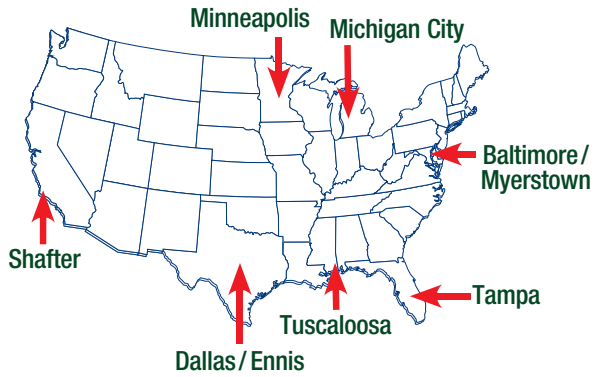 Minneapolis
Michigan City
Baltimore/
Myerstown
Shafter
Tampa
Tuscaloosa
Dallas/Ennis